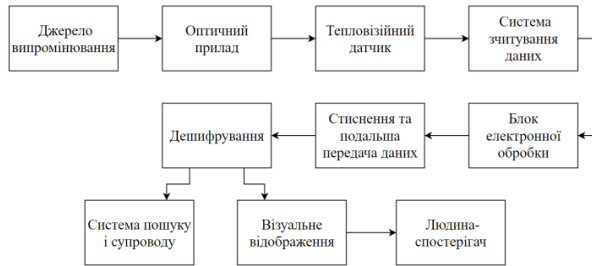 Джерело
випромінювання
Оптичний
прилад
Тепловізійний
датчик
Система
зчитування
даних
Дешифрування
Стиснення та
подальша
передача даних
Блок
електронної
обробки
Система пошуку
і супроводу
Візуальне
відображення
Людина-
спостерігач